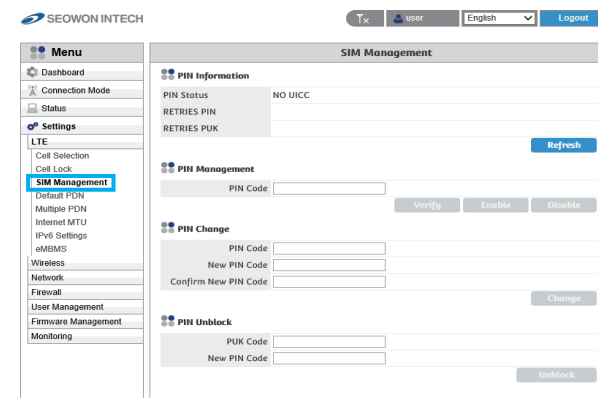 SEOWON INTECH
Tx
user
English
Logout
Menu
Dashboard
Connection Mode
Status
Settings
LTE
Cell Selection
Cell Lock
SIM Management
Default PDN
Multiple PDN
Internet MTU
IPv6 Settings
eMBMS
Wireless
Network
Firewall
User Management
Firmware Management
Monitoring
SIM Management
PIN Information
PIN Status NO UICC
RETRIES PIN
RETRIES PUK
Refresh
PIN Management
PIN Code
Verify Enable Disable
PIN Change
PIN Code
New PIN Code
Confirm New PIN Code
Change
PIN Unblock
PUK Code
New PIN Code
Unblock